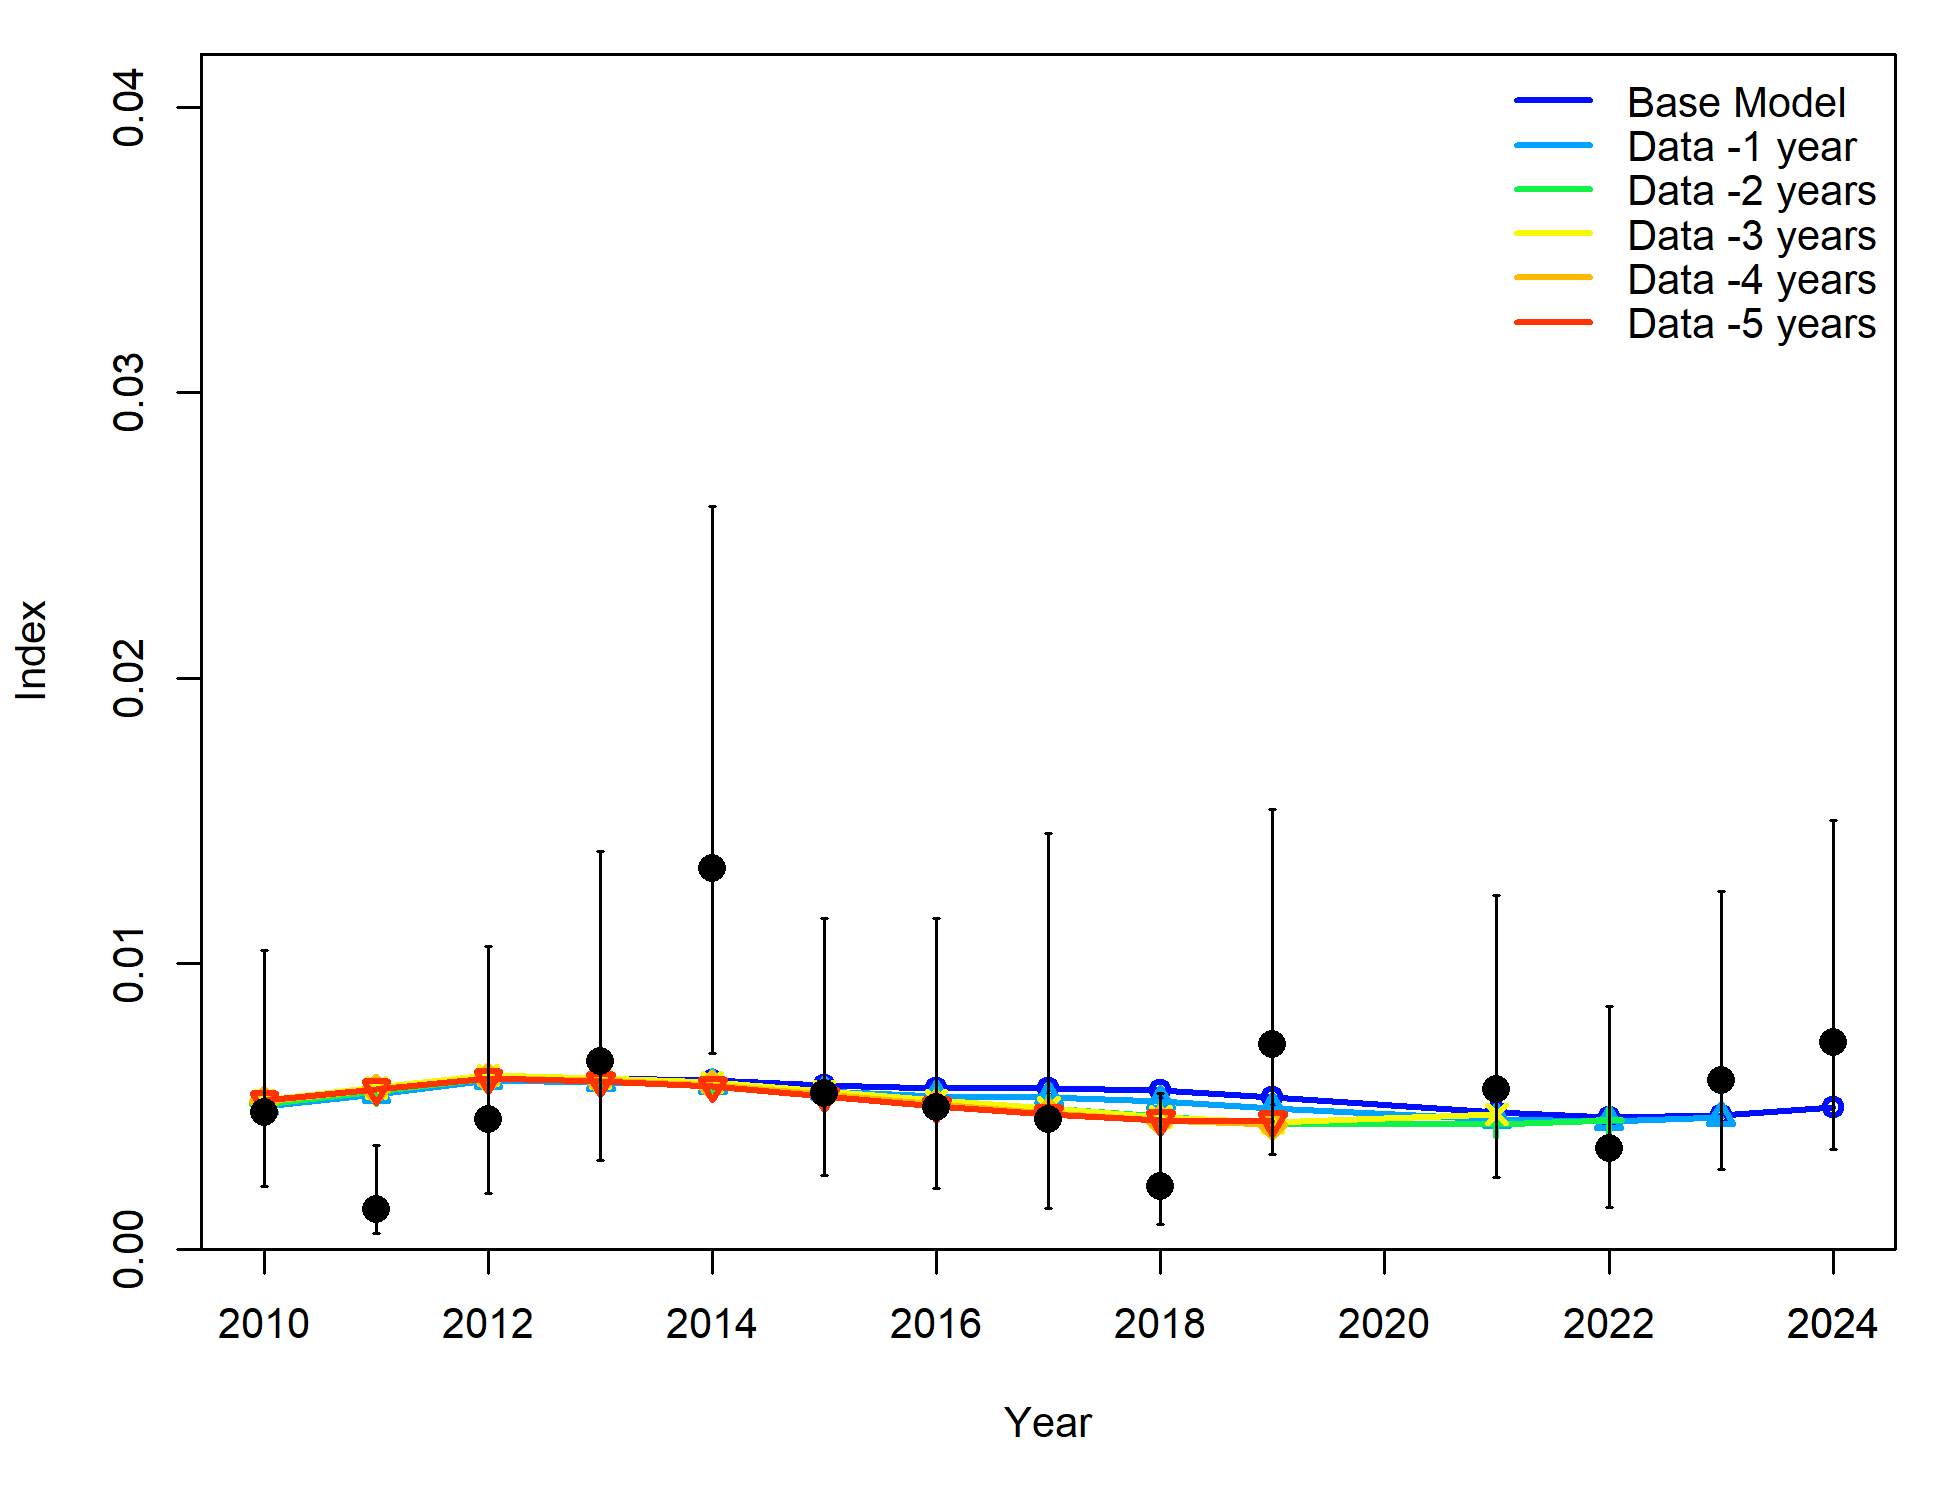 Base Model
Data -1 year
Data -2 years
Data -3 years
Data -4 years
Data -5 years
0.04
0.03
0.02
0.01
0.00
Index
2010 2012 2014 2016 2018 2020 2022 2024
Year